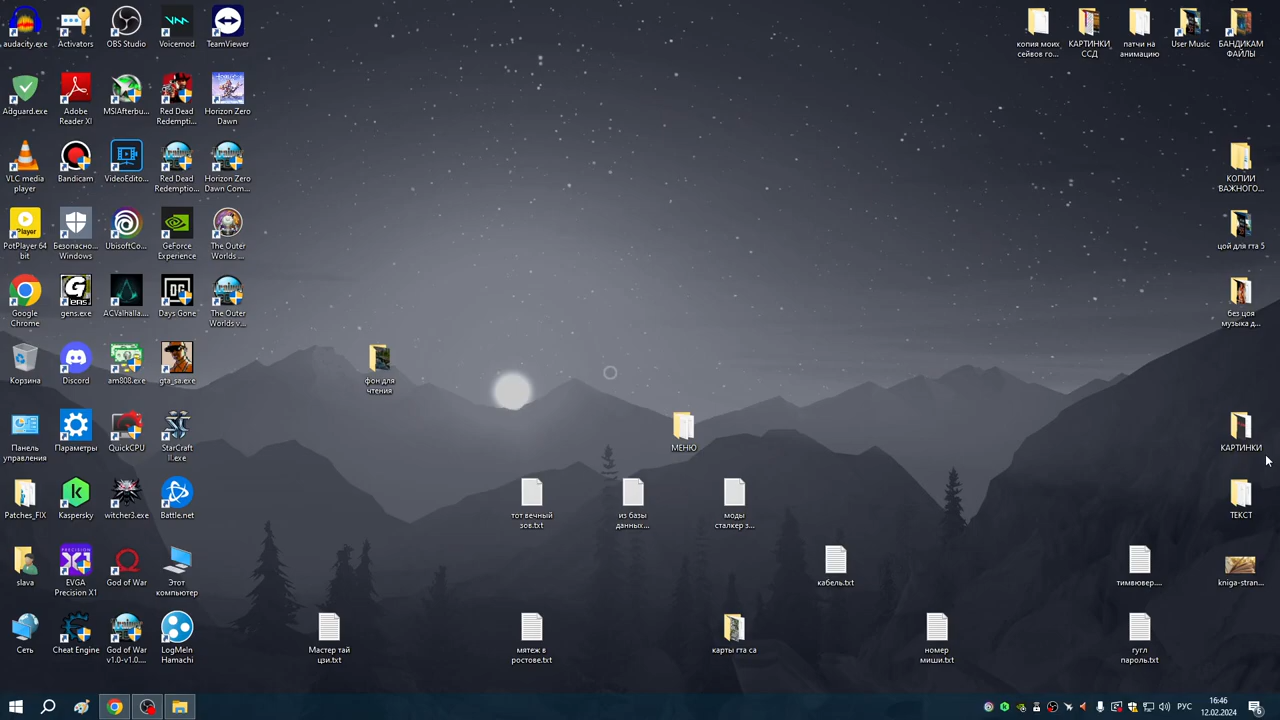 audacity.exe
Activators
OBS Studio
Voicemod
TeamViewer
копия моих
сейвов го...
КАРТИНКИ
ССД
патчи на
анимацию
User Music
БАНДИКАМ
ФАЙЛЫ
Adguard.exe
Adobe
Reader XI
MSIAfterbu...
Red Dead
Redempti...
Horizon Zero
Dawn
VLC media
player
Bandicam
VideoEdito...
Red Dead
Redemptio...
Horizon Zero
Dawn Com...
КОПИИ
ВАЖНОГО...
PotPlayer 64
bit
Безопасно...
Windows
UbisoftCo...
GeForce
Experience
The Outer
Worlds ...
цой для гта 5
Google
Chrome
gens.exe
ACValhalla....
Days Gone
The Outer
Worlds v...
без цоя
музыка д...
Корзина
Discord
am808.exe
gta_sa.exe
фон для
чтения
Панель
управления
Параметры
QuickCPU
StarCraft
II.exe
МЕНЮ
КАРТИНКИ
Patches_FIX
Kaspersky
witcher3.exe
Battle.net
тот вечный
зов.txt
из базы
данных...
моды
сталкер з...
ТЕКСТ
slava
EVGA
Precision X1
God of War
Этот
компьютер
кабель.txt
тимвювер....
kniga-stran...
Сеть
Cheat Engine
God of War
v1.0-v1.0....
LogMeIn
Hamachi
Мастер тай
цзи.txt
мятеж в
ростове.txt
карты гта са
номер
миши.txt
гугл
пароль.txt
РУС
16:46
12.02.2024
6